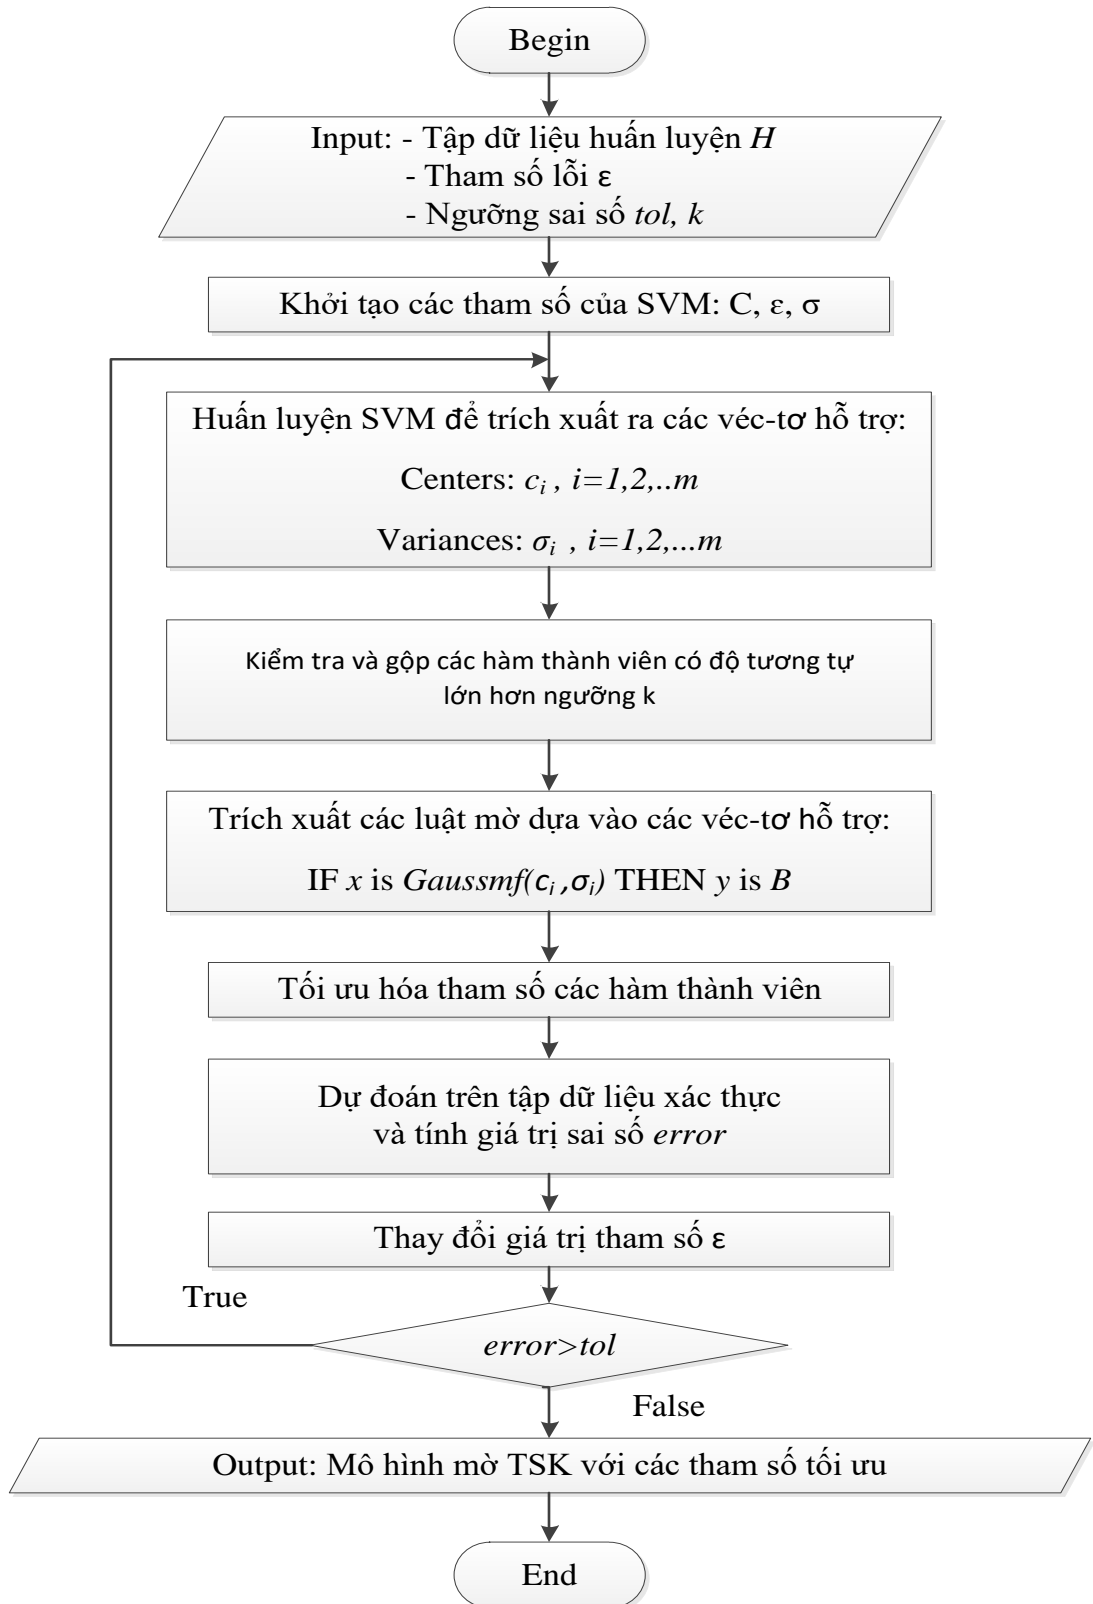 Begin
Input: - Tập dữ liệu huấn luyện H
- Tham số lỗi ε
- Ngưỡng sai số tol, k
Khởi tạo các tham số của SVM: C, ε, σ
Huấn luyện SVM để trích xuất ra các véc-tơ hỗ trợ:
Centers: cᵢ , i=1,2,..m
Variances: σᵢ , i=1,2,...m
Kiểm tra và gộp các hàm thành viên có độ tương tự
lớn hơn ngưỡng k
Trích xuất các luật mờ dựa vào các véc-tơ hỗ trợ:
IF x is Gaussmf(cᵢ ,σᵢ) THEN y is B
Tối ưu hóa tham số các hàm thành viên
Dự đoán trên tập dữ liệu xác thực
và tính giá trị sai số error
Thay đổi giá trị tham số ε
True
error>tol
False
Output: Mô hình mờ TSK với các tham số tối ưu
End